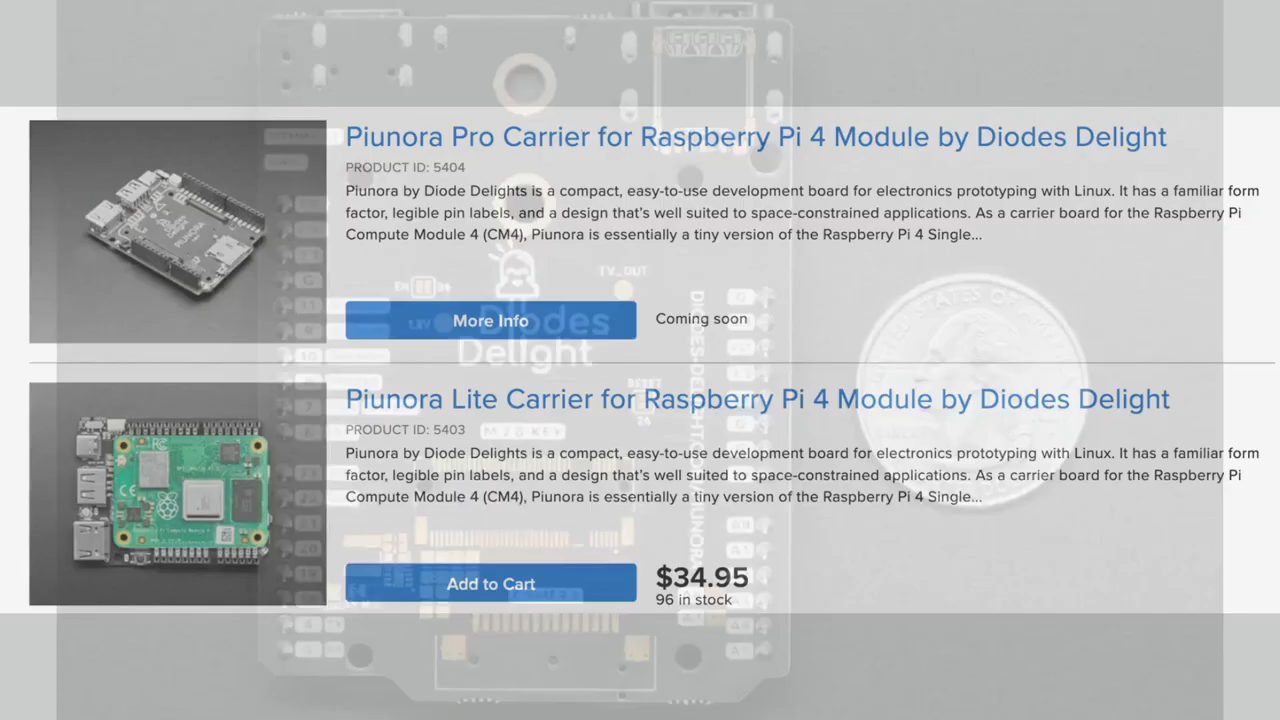 Piunora Pro Carrier for Raspberry Pi 4 Module by Diodes Delight
PRODUCT ID: 5404
Piunora by Diode Delights is a compact, easy-to-use development board for electronics prototyping with Linux. It has a familiar form
factor, legible pin labels, and a design that's well suited to space-constrained applications. As a carrier board for the Raspberry Pi
Compute Module 4 (CM4), Piunora is essentially a tiny version of the Raspberry Pi 4 Single...
TV_OUT
More Info
Coming soon
Diodes
Delight
RESET
Piunora Lite Carrier for Raspberry Pi 4 Module by Diodes Delight
PRODUCT ID: 5403
M.2 B KEY
Piunora by Diode Delights is a compact, easy-to-use development board for electronics prototyping with Linux. It has a familiar form
factor, legible pin labels, and a design that's well suited to space-constrained applications. As a carrier board for the Raspberry Pi
Compute Module 4 (CM4), Piunora is essentially a tiny version of the Raspberry Pi 4 Single...
Add to Cart
$34.95
96 in stock